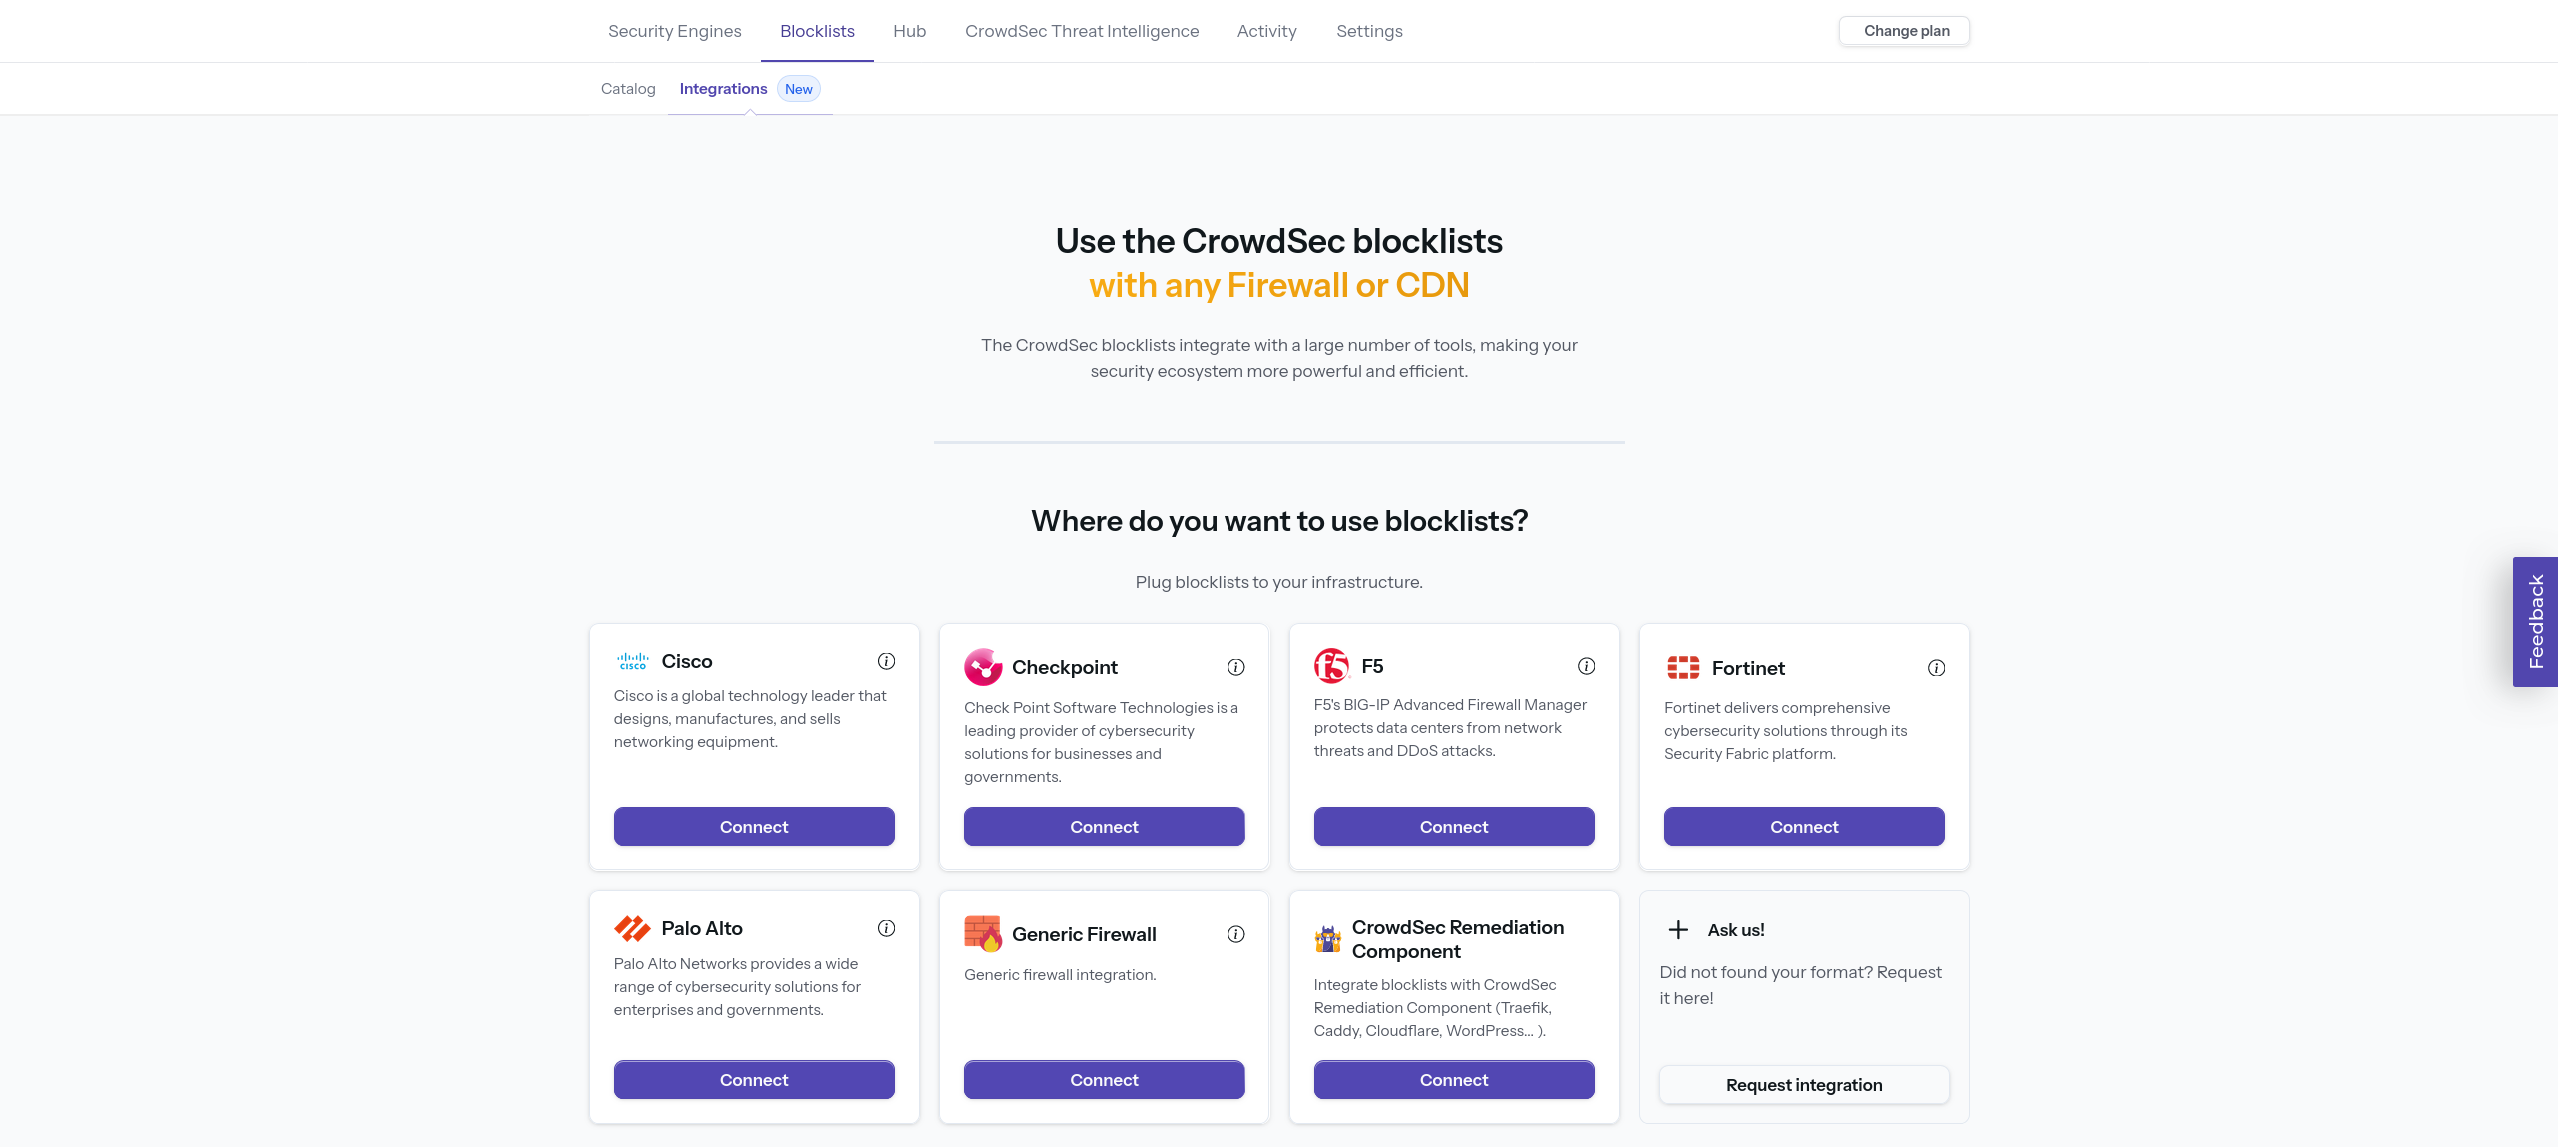 Security Engines
Blocklists
Hub
CrowdSec Threat Intelligence
Activity
Settings
Change plan
Catalog
Integrations
New
Use the CrowdSec blocklists
with any Firewall or CDN
The CrowdSec blocklists integrate with a large number of tools, making your
security ecosystem more powerful and efficient.
Where do you want to use blocklists?
Plug blocklists to your infrastructure.
Feedback
CISCO
Cisco
Cisco is a global technology leader that
designs, manufactures, and sells
networking equipment.
Connect
Checkpoint
Check Point Software Technologies is a
leading provider of cybersecurity
solutions for businesses and
governments.
Connect
f5
F5
F5's BIG-IP Advanced Firewall Manager
protects data centers from network
threats and DDoS attacks.
Connect
Fortinet
Fortinet delivers comprehensive
cybersecurity solutions through its
Security Fabric platform.
Connect
Palo Alto
Palo Alto Networks provides a wide
range of cybersecurity solutions for
enterprises and governments.
Connect
Generic Firewall
Generic firewall integration.
Connect
CrowdSec Remediation
Component
Integrate blocklists with CrowdSec
Remediation Component (Traefik,
Caddy, Cloudflare, WordPress... ).
Connect
Ask us!
Did not found your format? Request
it here!
Request integration